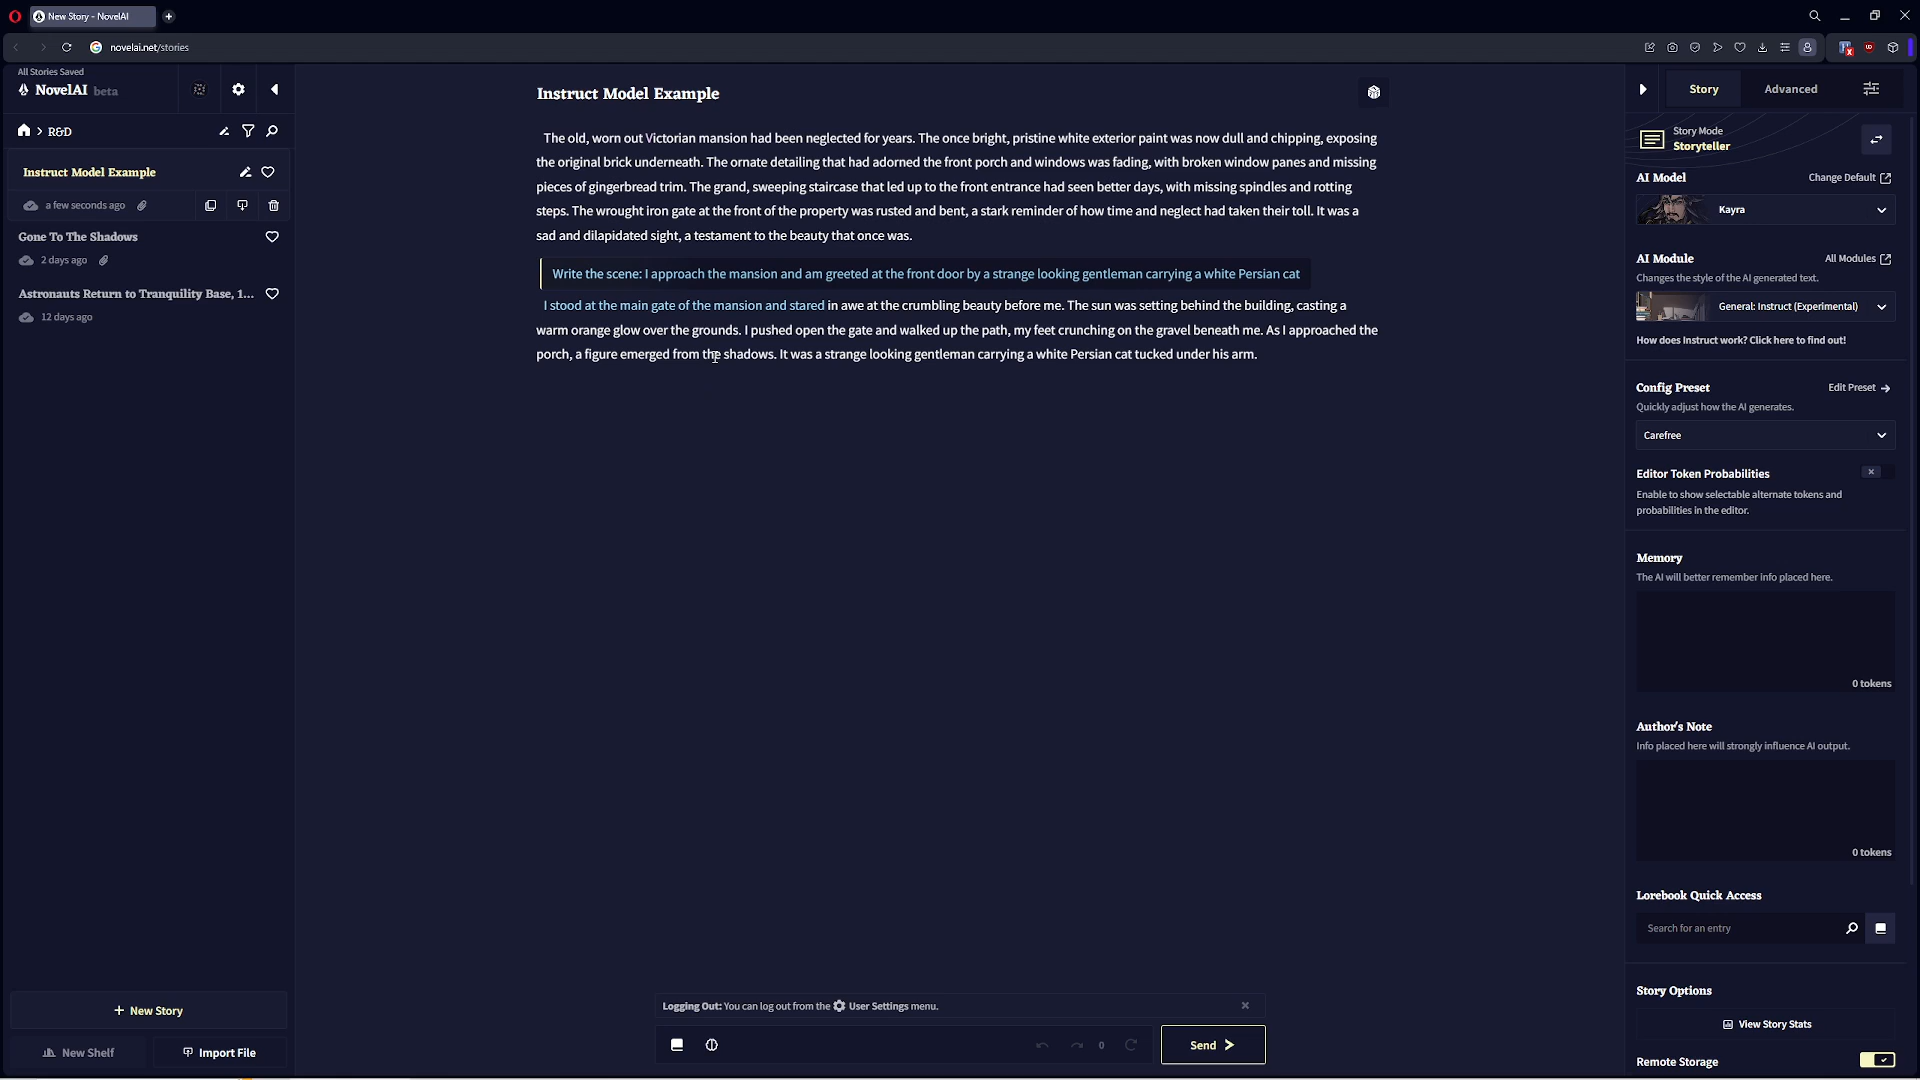 New Story - NovelAI
novelai.net/stories
All Stories Saved
NovelAI beta
R&D
Instruct Model Example
a few seconds ago
Gone To The Shadows
2 days ago
Astronauts Return to Tranquility Base, 1...
12 days ago
+ New Story
New Shelf
Import File
Instruct Model Example
The old, worn out Victorian mansion had been neglected for years. The once bright, pristine white exterior paint was now dull and chipping, exposing
the original brick underneath. The ornate detailing that had adorned the front porch and windows was fading, with broken window panes and missing
pieces of gingerbread trim. The grand, sweeping staircase that led up to the front entrance had seen better days, with missing spindles and rotting
steps. The wrought iron gate at the front of the property was rusted and bent, a stark reminder of how time and neglect had taken their toll. It was a
sad and dilapidated sight, a testament to the beauty that once was.
Write the scene: I approach the mansion and am greeted at the front door by a strange looking gentleman carrying a white Persian cat
I stood at the main gate of the mansion and stared in awe at the crumbling beauty before me. The sun was setting behind the building, casting a
warm orange glow over the grounds. I pushed open the gate and walked up the path, my feet crunching on the gravel beneath me. As I approached the
porch, a figure emerged from the shadows. It was a strange looking gentleman carrying a white Persian cat tucked under his arm.
Logging Out: You can log out from the User Settings menu.
0
Send
Story
Advanced
Story Mode
Storyteller
AI Model
Change Default
Kayra
AI Module
All Modules
Changes the style of the AI generated text.
General: Instruct (Experimental)
How does Instruct work? Click here to find out!
Config Preset
Edit Preset
Quickly adjust how the AI generates.
Carefree
Editor Token Probabilities
Enable to show selectable alternate tokens and
probabilities in the editor.
Memory
The AI will better remember info placed here.
0 tokens
Author's Note
Info placed here will strongly influence AI output.
0 tokens
Lorebook Quick Access
Search for an entry
Story Options
View Story Stats
Remote Storage